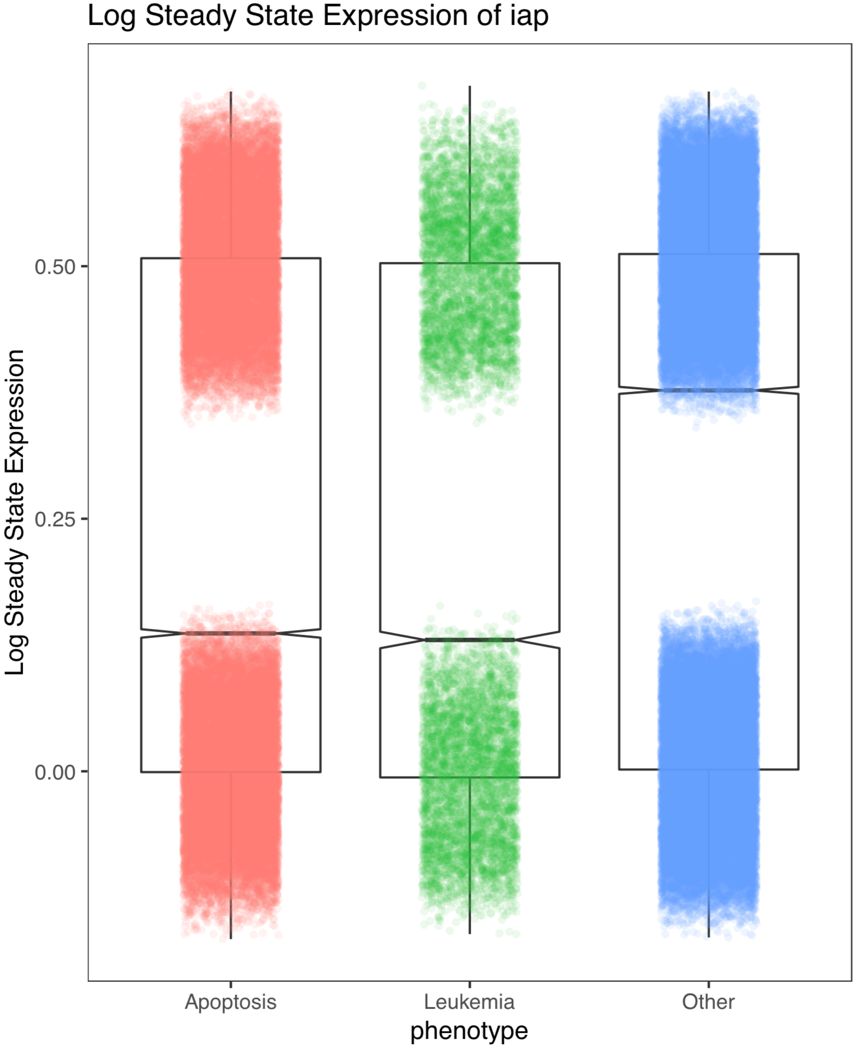 Log Steady State Expression of iap
Log Steady State Expression
0.50
0.25
0.00
Apoptosis
Leukemia
Other
phenotype